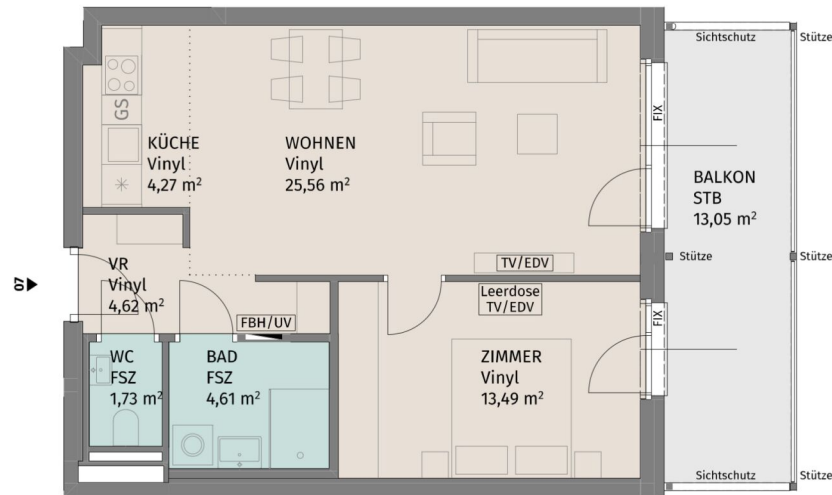 Sichtschutz
Stütze
GS
FIX
KÜCHE
Vinyl
4,27 m²
WOHNEN
Vinyl
25,56 m²
BALKON
STB
13,05 m²
VR
Vinyl
4,62 m²
TV/EDV
Stütze
Stütze
07
Leerdose
TV/EDV
FBH/UV
FIX
WC
FSZ
1,73 m²
BAD
FSZ
4,61 m²
ZIMMER
Vinyl
13,49 m²
Sichtschutz
Stütze